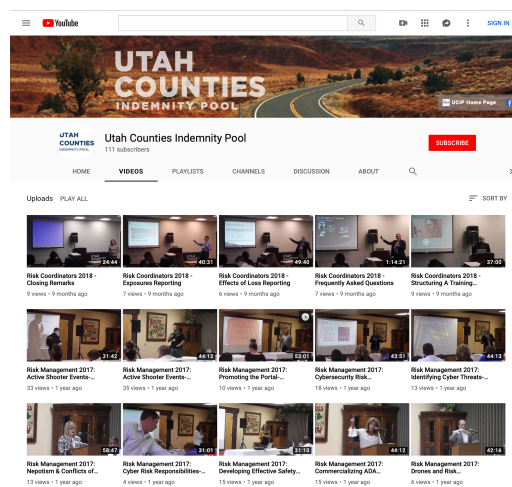 YouTube
SIGN IN
UTAH
COUNTIES
INDEMNITY POOL
UCIP Home Page
UTAH
COUNTIES
INDEMNITY POOL
Utah Counties Indemnity Pool
111 subscribers
SUBSCRIBE
HOME VIDEOS PLAYLISTS CHANNELS DISCUSSION ABOUT
Uploads PLAY ALL SORT BY
24:44 40:31 49:40 1:14:21 37:00
Risk Coordinators 2018 - Risk Coordinators 2018 - Risk Coordinators 2018 - Risk Coordinators 2018 - Risk Coordinators 2018 -
Closing Remarks Exposures Reporting Effects of Loss Reporting Frequently Asked Questions Structuring A Training...
9 views • 9 months ago 7 views • 9 months ago 6 views • 9 months ago 7 views • 9 months ago 9 views • 9 months ago
31:42 44:12 53:01 43:51 44:13
Risk Management 2017: Risk Management 2017: Risk Management 2017: Risk Management 2017: Risk Management 2017:
Active Shooter Events-... Active Shooter Events-... Promoting the Portal-... Cybersecurity Risk... Identifying Cyber Threats-...
33 views • 1 year ago 35 views • 1 year ago 10 views • 1 year ago 18 views • 1 year ago 13 views • 1 year ago
58:47 31:01 31:10 44:12 42:16
Risk Management 2017: Risk Management 2017: Risk Management 2017: Risk Management 2017: Risk Management 2017:
Nepotism & Conflicts of... Cyber Risk Responsibilities-... Developing Effective Safety... Commercializing ADA... Drones and Risk...
15 views • 1 year ago 4 views • 1 year ago 15 views • 1 year ago 15 views • 1 year ago 6 views • 1 year ago